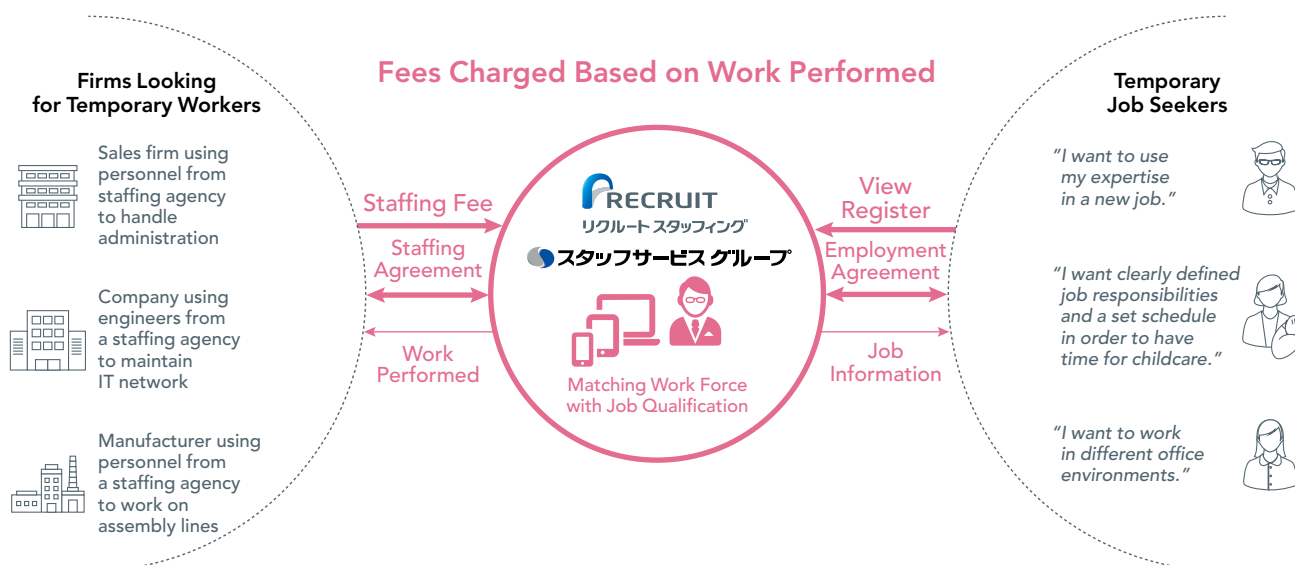 Fees Charged Based on Work Performed
Firms Looking
for Temporary Workers
Sales firm using
personnel from
staffing agency
to handle
administration
Company using
engineers from
a staffing agency
to maintain
IT network
Manufacturer using
personnel from
a staffing agency
to work on
assembly lines
Staffing Fee
Staffing
Agreement
Work
Performed
RECRUIT
リクルート スタッフィング
スタッフサービス グループ
Matching Work Force
with Job Qualification
View
Register
Employment
Agreement
Job
Information
Temporary
Job Seekers
"I want to use
my expertise
in a new job."
"I want clearly defined
job responsibilities
and a set schedule
in order to have
time for childcare."
"I want to work
in different office
environments."